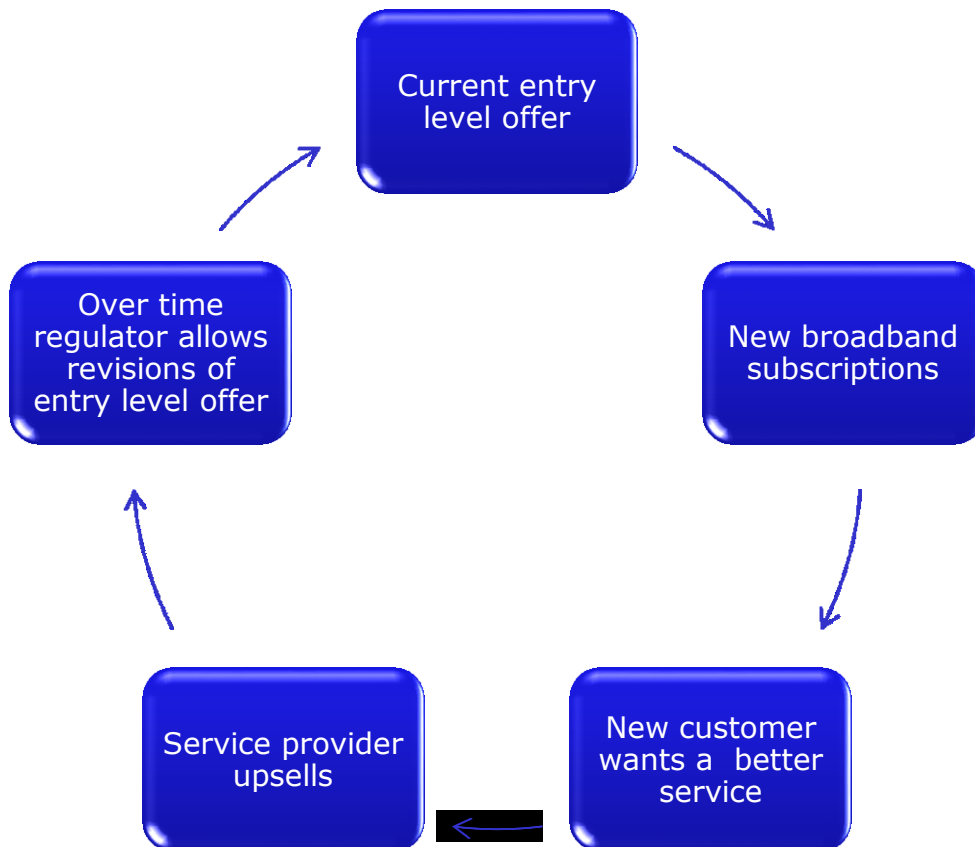 Current entry
level offer
New broadband
subscriptions
New customer
wants a  better
service
Service provider
upsells
Over time
regulator allows
revisions of
entry level offer